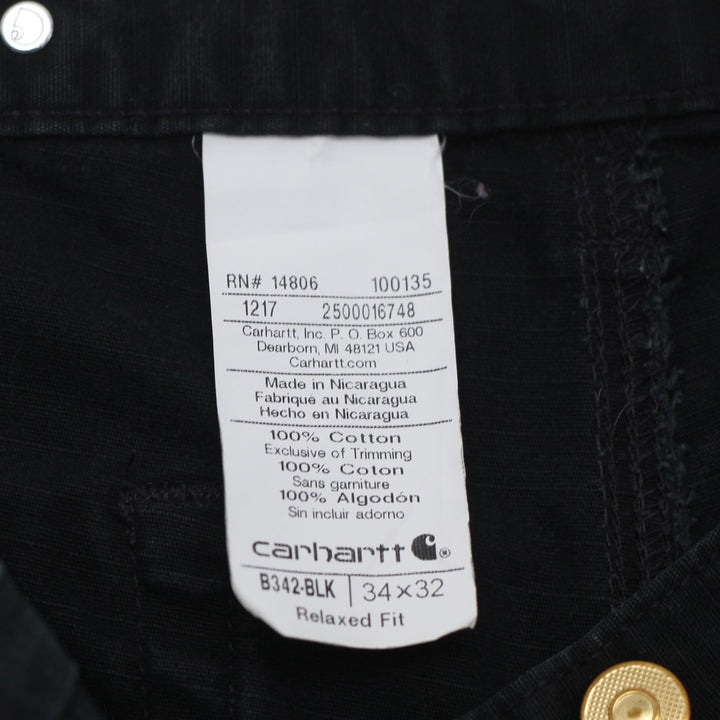 RN# 14806 100135
1217 2500016748
Carhartt, Inc. P. O. Box 600
Dearborn, MI 48121 USA
Carhartt.com
Made in Nicaragua
Fabriqué au Nicaragua
Hecho en Nicaragua
100% Cotton
Exclusive of Trimming
100% Coton
Sans garniture
100% Algodón
Sin incluir adorno
carhartt ®
B342-BLK 34×32
Relaxed Fit